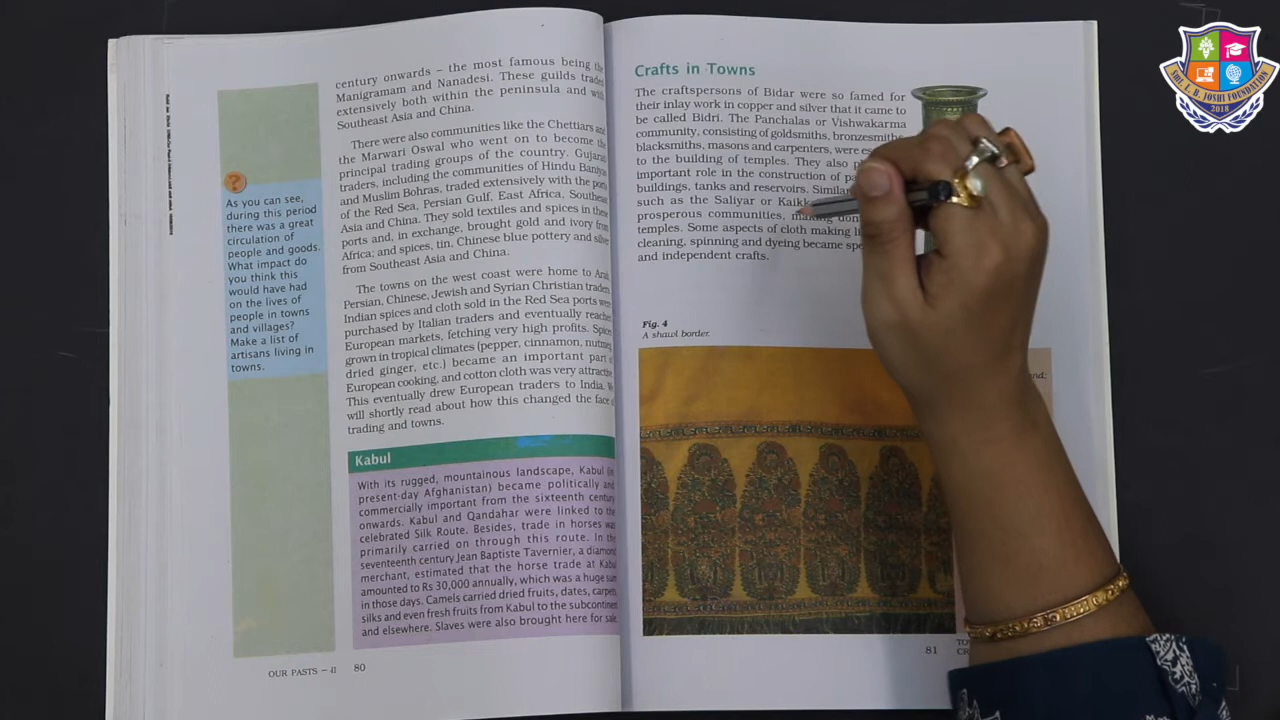 century onwards – the most famous being the
Manigramam and Nanadesi. These guilds traded
extensively both within the peninsula and with
Southeast Asia and China.
There were also communities like the Chettiars and
the Marwari Oswal who went on to become the
principal trading groups of the country. Gujarati
traders, including the communities of Hindu Baniyas
and Muslim Bohras, traded extensively with the ports
of the Red Sea, Persian Gulf, East Africa, Southeast
Asia and China. They sold textiles and spices in these
ports and, in exchange, brought gold and ivory from
Africa; and spices, tin, Chinese blue pottery and silver
from Southeast Asia and China.
The towns on the west coast were home to Arab,
Persian, Chinese, Jewish and Syrian Christian traders.
Indian spices and cloth sold in the Red Sea ports were
purchased by Italian traders and eventually reached
European markets, fetching very high profits. Spices
grown in tropical climates (pepper, cinnamon, nutmeg,
dried ginger, etc.) became an important part of
European cooking, and cotton cloth was very attractive.
This eventually drew European traders to India. We
will shortly read about how this changed the face of
trading and towns.
?
As you can see,
during this period
there was a great
circulation of
people and goods.
What impact do
you think this
would have had
on the lives of
people in towns
and villages?
Make a list of
artisans living in
towns.
Kabul
With its rugged, mountainous landscape, Kabul (in
present-day Afghanistan) became politically and
commercially important from the sixteenth century
onwards. Kabul and Qandahar were linked to the
celebrated Silk Route. Besides, trade in horses was
primarily carried on through this route. In the
seventeenth century Jean Baptiste Tavernier, a diamond
merchant, estimated that the horse trade at Kabul
amounted to Rs 30,000 annually, which was a huge sum
in those days. Camels carried dried fruits, dates, carpets,
silks and even fresh fruits from Kabul to the subcontinent
and elsewhere. Slaves were also brought here for sale.
OUR PASTS – II 80
Crafts in Towns
The craftspersons of Bidar were so famed for
their inlay work in copper and silver that it came to
be called Bidri. The Panchalas or Vishwakarma
community, consisting of goldsmiths, bronzesmiths,
blacksmiths, masons and carpenters, were
to the building of temples. They also
important role in the construction of
buildings, tanks and reservoirs.
such as the Saliyar or
prosperous communities, making
temples. Some aspects of cloth making
cleaning, spinning and dyeing became
and independent crafts.
Fig. 4
A shawl border.
81
SHRI. L. B. JOSHI FOUNDATION
2018